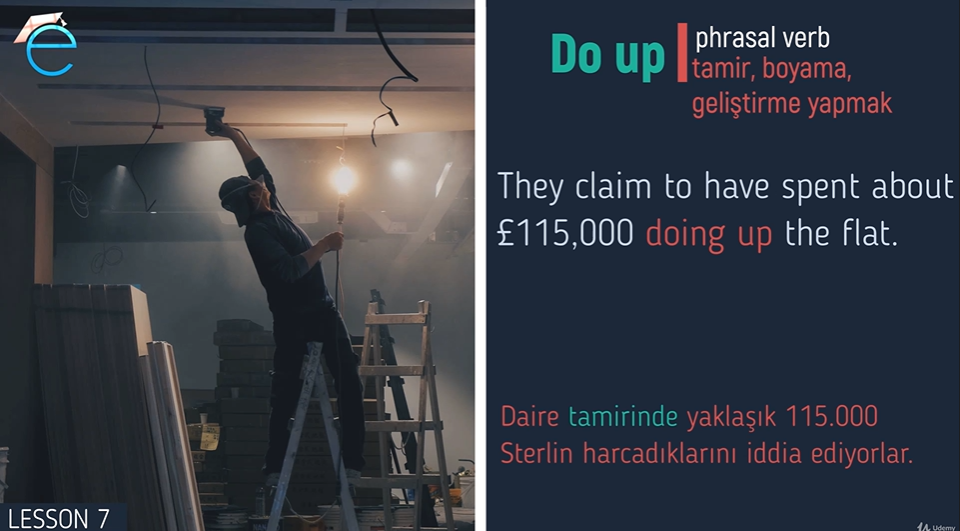 Do up
phrasal verb
tamir, boyama,
geliştirme yapmak
They claim to have spent about
£115,000 doing up the flat.
Daire tamirinde yaklaşık 115.000
Sterlin harcadıklarını iddia ediyorlar.
LESSON 7
Udemy